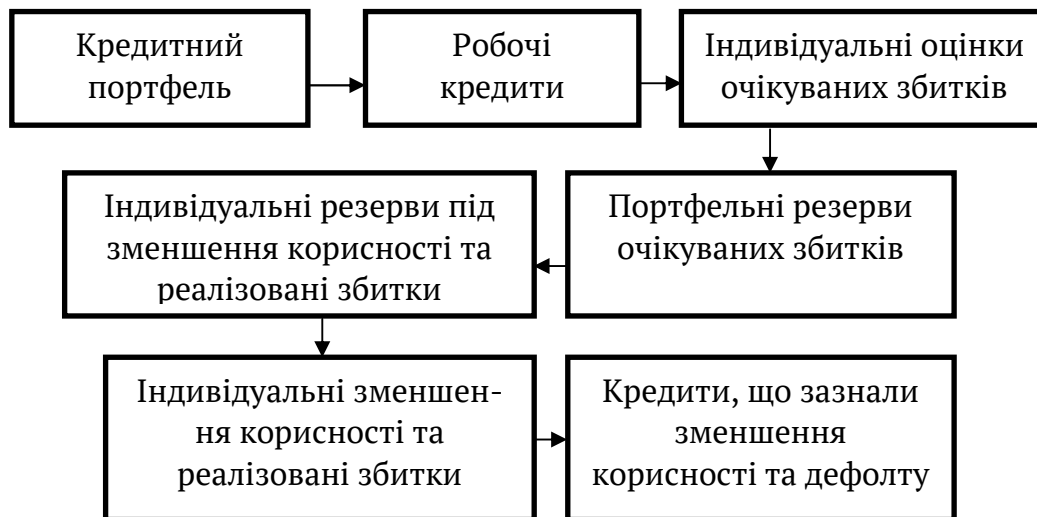 Кредитний
портфель
Робочі
кредити
Індивідуальні оцінки
очікуваних збитків
Портфельні резерви
очікуваних збитків
Індивідуальні резерви під
зменшення корисності та
реалізовані збитки
Індивідуальні зменшен-
ня корисності та
реалізовані збитки
Кредити, що зазнали
зменшення
корисності та дефолту